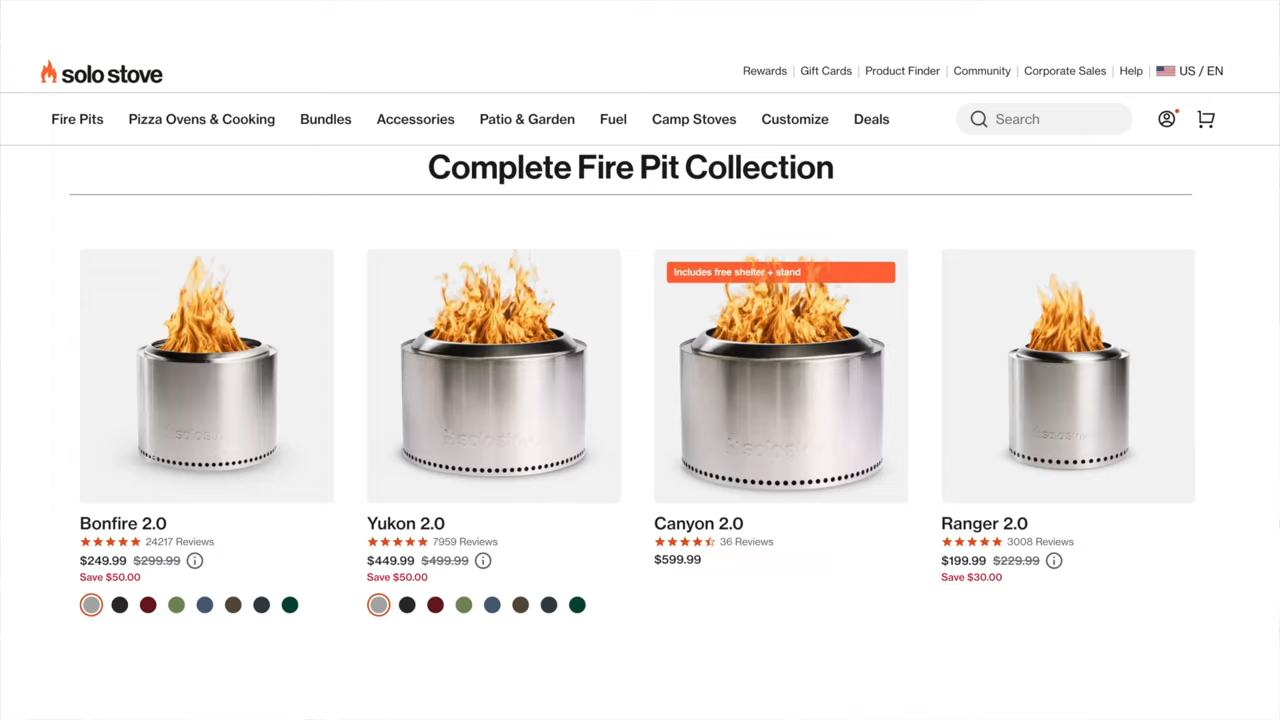 solo stove
Rewards
Gift Cards
Product Finder
Community
Corporate Sales
Help
US / EN
Fire Pits
Pizza Ovens & Cooking
Bundles
Accessories
Patio & Garden
Fuel
Camp Stoves
Customize
Deals
Search
Complete Fire Pit Collection
Includes free shelter + stand
Bonfire 2.0
24217 Reviews
$249.99 $299.99
Save $50.00
Yukon 2.0
7959 Reviews
$449.99 $499.99
Save $50.00
Canyon 2.0
36 Reviews
$599.99
Ranger 2.0
3008 Reviews
$199.99 $229.99
Save $30.00